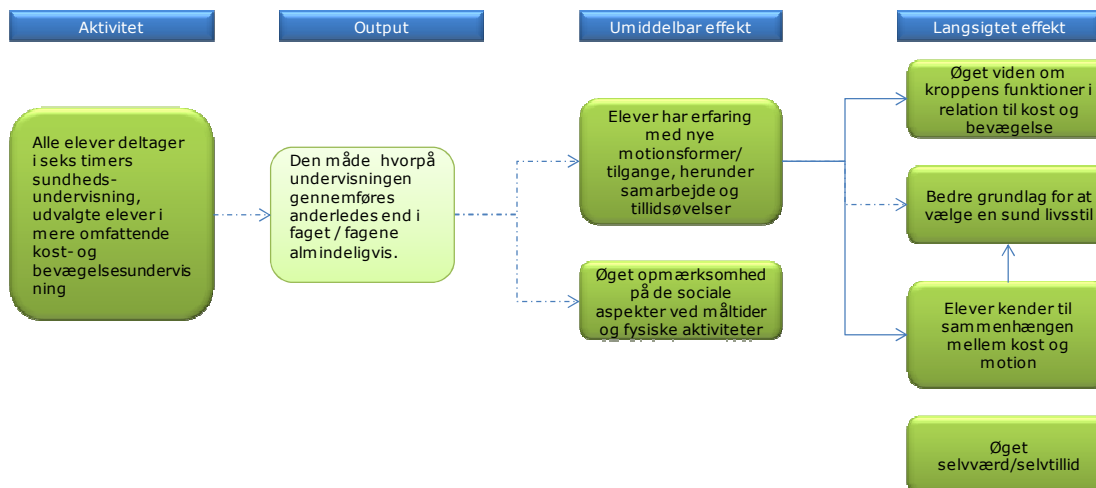 Aktivitet
Output
Umiddelbar effekt
Langsigtet effekt
Alle elever deltager
i seks timers
sundheds-
undervisning,
udvalgte elever i
mere omfattende
kost- og
bevægelsesundervis
ning
Den måde hvorpå
undervisningen
gennemføres
anderledes end i
faget / fagene
almindeligvis.
Elever har erfaring
med nye
motionsformer/
tilgange, herunder
samarbejde og
tillidsøvelser
Øget opmærksomhed
på de sociale
aspekter ved måltider
og fysiske aktiviteter
Øget viden om
kroppens funktioner i
relation til kost og
bevægelse
Bedre grundlag for at
vælge en sund livsstil
Elever kender til
sammenhængen
mellem kost og
motion
Øget
selvværd/selvtillid